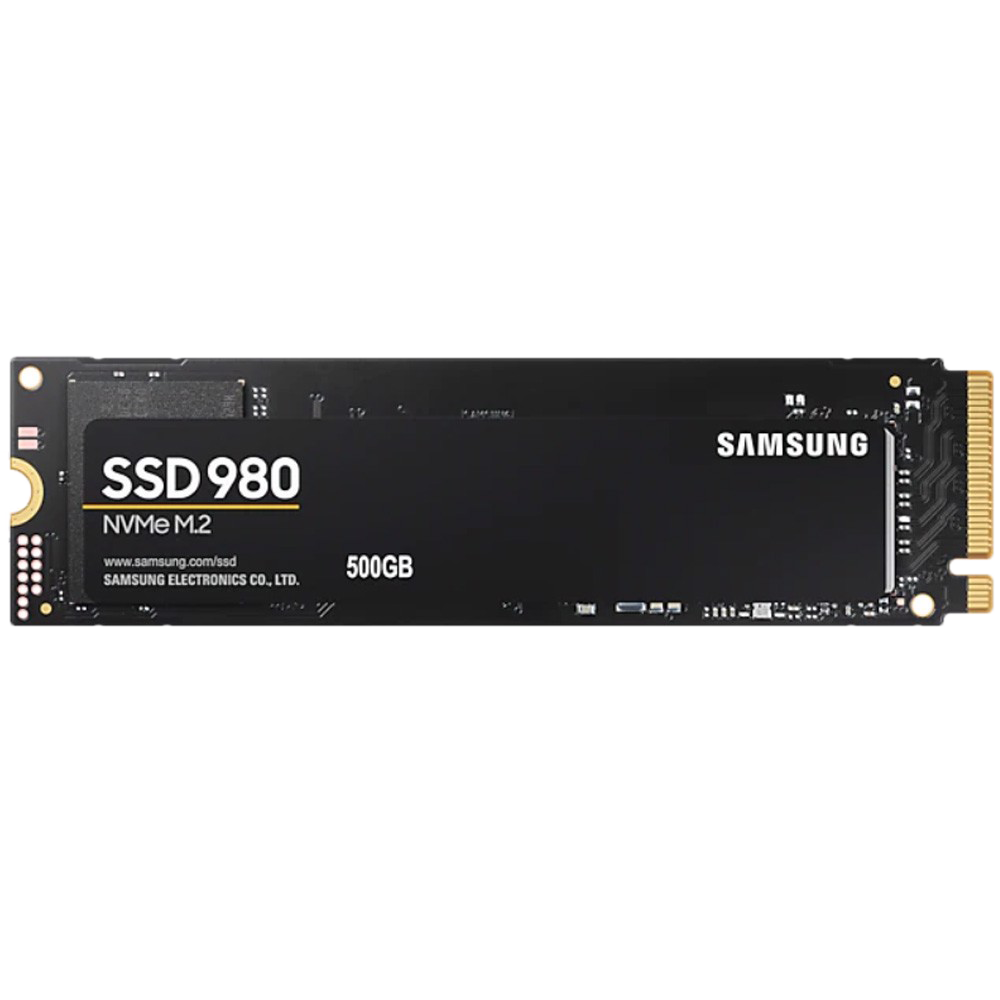 SAMSUNG
SSD 980
NVMe M.2
www.samsung.com/ssd
SAMSUNG ELECTRONICS CO., LTD.
500GB